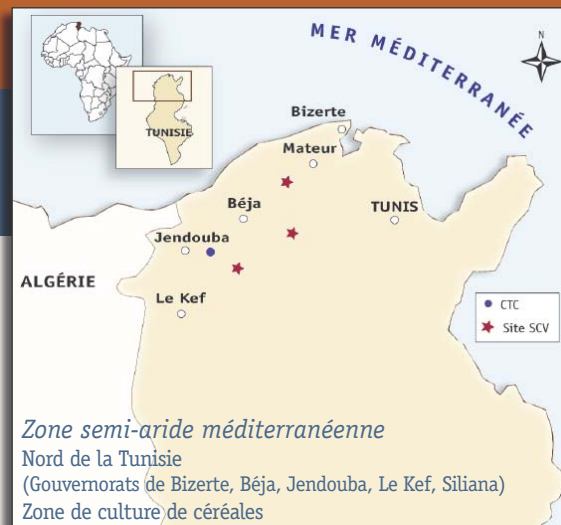 MER MÉDITERRANÉE
N
TUNISIE
Bizerte
Mateur
Béja
TUNIS
Jendouba
ALGÉRIE
Le Kef
CTC
Site SCV
Zone semi-aride méditerranéenne
Nord de la Tunisie
(Gouvernorats de Bizerte, Béja, Jendouba, Le Kef, Siliana)
Zone de culture de céréales